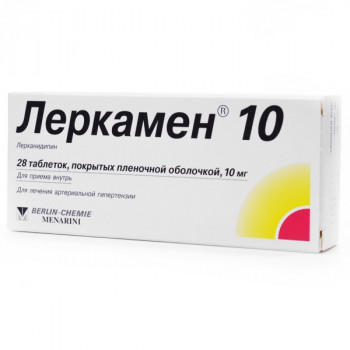 Леркамен® 10
Лерканидипин
28 таблеток, покрытых пленочной оболочкой, 10 мг
Для приема внутрь
Для лечения артериальной гипертензии
BERLIN-CHEMIE
MENARINI